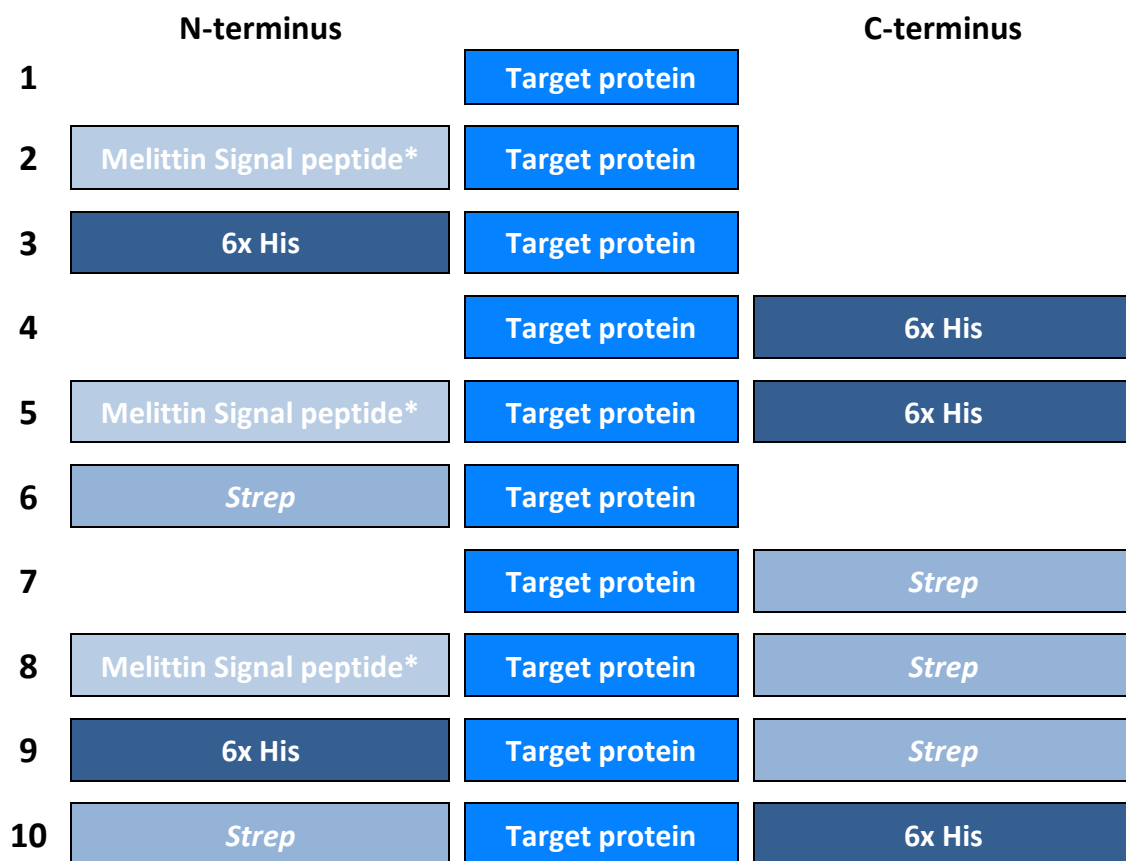 N-terminus C-terminus
1 Target protein
2 Melittin Signal peptide* Target protein
3 6x His Target protein
4 Target protein 6x His
5 Melittin Signal peptide* Target protein 6x His
6 Strep Target protein
7 Target protein Strep
8 Melittin Signal peptide* Target protein Strep
9 6x His Target protein Strep
10 Strep Target protein 6x His